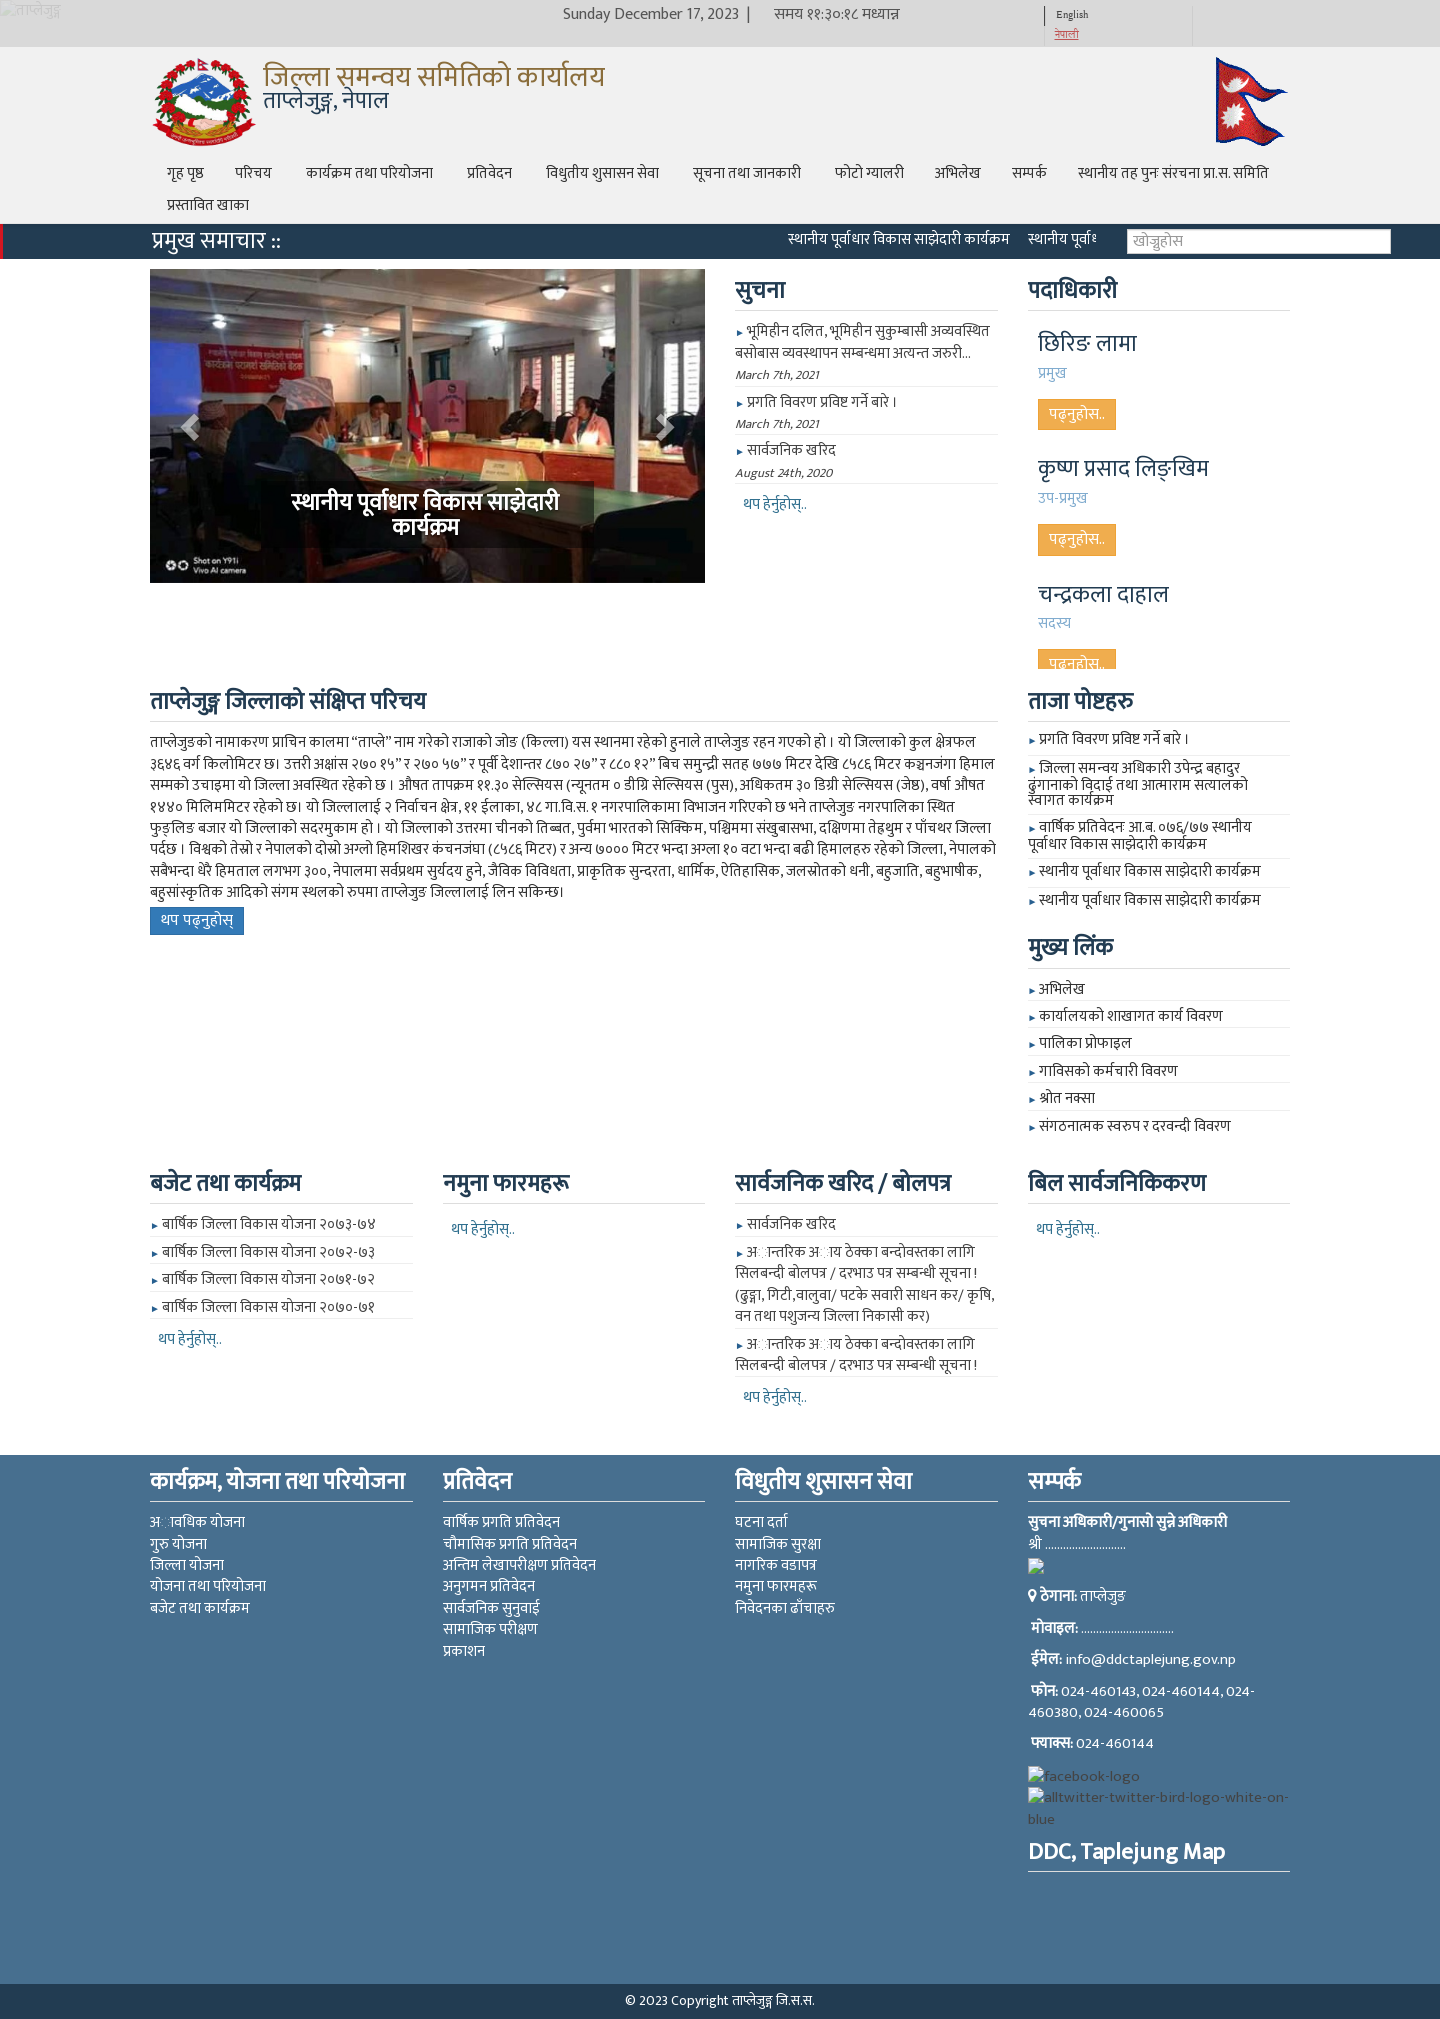 ताप्लेजुङ्ग
Sunday December 17, 2023 | समय ११:३०:१८ मध्यान्न
English
नेपाली
जिल्ला समन्वय समितिको कार्यालय
ताप्लेजुङ्ग, नेपाल
गृह पृष्ठ परिचय कार्यक्रम तथा परियोजना प्रतिवेदन विधुतीय शुसासन सेवा सूचना तथा जानकारी फोटो ग्यालरी अभिलेख सम्पर्क स्थानीय तह पुनः संरचना प्रा.स. समिति
प्रस्तावित खाका
प्रमुख समाचार :: स्थानीय पूर्वाधार विकास साझेदारी कार्यक्रम स्थानीय पूर्वाध खोज्नुहोस
स्थानीय पूर्वाधार विकास साझेदारी
कार्यक्रम
Shot on Y91i
Vivo AI camera
सुचना
► भूमिहीन दलित, भूमिहीन सुकुम्बासी अव्यवस्थित
बसोबास व्यवस्थापन सम्बन्धमा अत्यन्त जरुरी...
March 7th, 2021
► प्रगति विवरण प्रविष्ट गर्ने बारे ।
March 7th, 2021
► सार्वजनिक खरिद
August 24th, 2020
थप हेर्नुहोस्..
पदाधिकारी
छिरिङ लामा
प्रमुख
पढ्नुहोस..
कृष्ण प्रसाद लिङ्खिम
उप-प्रमुख
पढ्नुहोस..
चन्द्रकला दाहाल
सदस्य
पढ्नुहोस..
ताप्लेजुङ्ग जिल्लाको संक्षिप्त परिचय
ताप्लेजुङको नामाकरण प्राचिन कालमा “ताप्ले” नाम गरेको राजाको जोङ (किल्ला) यस स्थानमा रहेको हुनाले ताप्लेजुङ रहन गएको हो । यो जिल्लाको कुल क्षेत्रफल
३६४६ वर्ग किलोमिटर छ। उत्तरी अक्षांस २७० १५” र २७० ५७” र पूर्वी देशान्तर ८७० २७” र ८८० १२” बिच समुन्द्री सतह ७७७ मिटर देखि ८५८६ मिटर कञ्चनजंगा हिमाल
सम्मको उचाइमा यो जिल्ला अवस्थित रहेको छ । औषत तापक्रम ११.३० सेल्सियस (न्यूनतम ० डीग्रि सेल्सियस (पुस), अधिकतम ३० डिग्री सेल्सियस (जेष्ठ), वर्षा औषत
१४४० मिलिममिटर रहेको छ। यो जिल्लालाई २ निर्वाचन क्षेत्र, ११ ईलाका, ४८ गा.वि.स. १ नगरपालिकामा विभाजन गरिएको छ भने ताप्लेजुङ नगरपालिका स्थित
फुङ्लिङ बजार यो जिल्लाको सदरमुकाम हो । यो जिल्लाको उत्तरमा चीनको तिब्बत, पुर्वमा भारतको सिक्किम, पश्चिममा संखुबासभा, दक्षिणमा तेह्रथुम र पाँचथर जिल्ला
पर्दछ । विश्वको तेस्रो र नेपालको दोस्रो अग्लो हिमशिखर कंचनजंघा (८५८६ मिटर) र अन्य ७००० मिटर भन्दा अग्ला १० वटा भन्दा बढी हिमालहरु रहेको जिल्ला, नेपालको
सबैभन्दा धेरै हिमताल लगभग ३००, नेपालमा सर्वप्रथम सुर्यदय हुने, जैविक विविधता, प्राकृतिक सुन्दरता, धार्मिक, ऐतिहासिक, जलस्रोतको धनी, बहुजाति, बहुभाषीक,
बहुसांस्कृतिक आदिको संगम स्थलको रुपमा ताप्लेजुङ जिल्लालाई लिन सकिन्छ।
थप पढ्नुहोस्
ताजा पोष्टहरु
► प्रगति विवरण प्रविष्ट गर्ने बारे ।
► जिल्ला समन्वय अधिकारी उपेन्द्र बहादुर
ढुंगानाको विदाई तथा आत्माराम सत्यालको
स्वागत कार्यक्रम
► वार्षिक प्रतिवेदनः आ.ब. ०७६/७७ स्थानीय
पूर्वाधार विकास साझेदारी कार्यक्रम
► स्थानीय पूर्वाधार विकास साझेदारी कार्यक्रम
► स्थानीय पूर्वाधार विकास साझेदारी कार्यक्रम
मुख्य लिंक
► अभिलेख
► कार्यालयको शाखागत कार्य विवरण
► पालिका प्रोफाइल
► गाविसको कर्मचारी विवरण
► श्रोत नक्सा
► संगठनात्मक स्वरुप र दरवन्दी विवरण
बजेट तथा कार्यक्रम
► बार्षिक जिल्ला विकास योजना २०७३-७४
► बार्षिक जिल्ला विकास योजना २०७२-७३
► बार्षिक जिल्ला विकास योजना २०७१-७२
► बार्षिक जिल्ला विकास योजना २०७०-७१
थप हेर्नुहोस्..
नमुना फारमहरू
थप हेर्नुहोस्..
सार्वजनिक खरिद / बोलपत्र
► सार्वजनिक खरिद
► अान्तरिक अाय ठेक्का बन्दोवस्तका लागि
सिलबन्दी बोलपत्र / दरभाउ पत्र सम्बन्धी सूचना !
(ढुङ्गा, गिटी,वालुवा/ पटके सवारी साधन कर/ कृषि,
वन तथा पशुजन्य जिल्ला निकासी कर)
► अान्तरिक अाय ठेक्का बन्दोवस्तका लागि
सिलबन्दी बोलपत्र / दरभाउ पत्र सम्बन्धी सूचना !
थप हेर्नुहोस्..
बिल सार्वजनिकिकरण
थप हेर्नुहोस्..
कार्यक्रम, योजना तथा परियोजना
अावधिक योजना
गुरु योजना
जिल्ला योजना
योजना तथा परियोजना
बजेट तथा कार्यक्रम
प्रतिवेदन
वार्षिक प्रगति प्रतिवेदन
चौमासिक प्रगति प्रतिवेदन
अन्तिम लेखापरीक्षण प्रतिवेदन
अनुगमन प्रतिवेदन
सार्वजनिक सुनुवाई
सामाजिक परीक्षण
प्रकाशन
विधुतीय शुसासन सेवा
घटना दर्ता
सामाजिक सुरक्षा
नागरिक वडापत्र
नमुना फारमहरू
निवेदनका ढाँचाहरु
सम्पर्क
सुचना अधिकारी/गुनासो सुन्ने अधिकारी
श्री ...........................
ठेगाना: ताप्लेजुङ
मोवाइल: ...............................
ईमेल: info@ddctaplejung.gov.np
फोन: 024-460143, 024-460144, 024-
460380, 024-460065
फ्याक्स: 024-460144
facebook-logo
alltwitter-twitter-bird-logo-white-on-
blue
DDC, Taplejung Map
© 2023 Copyright ताप्लेजुङ्ग जि.स.स.